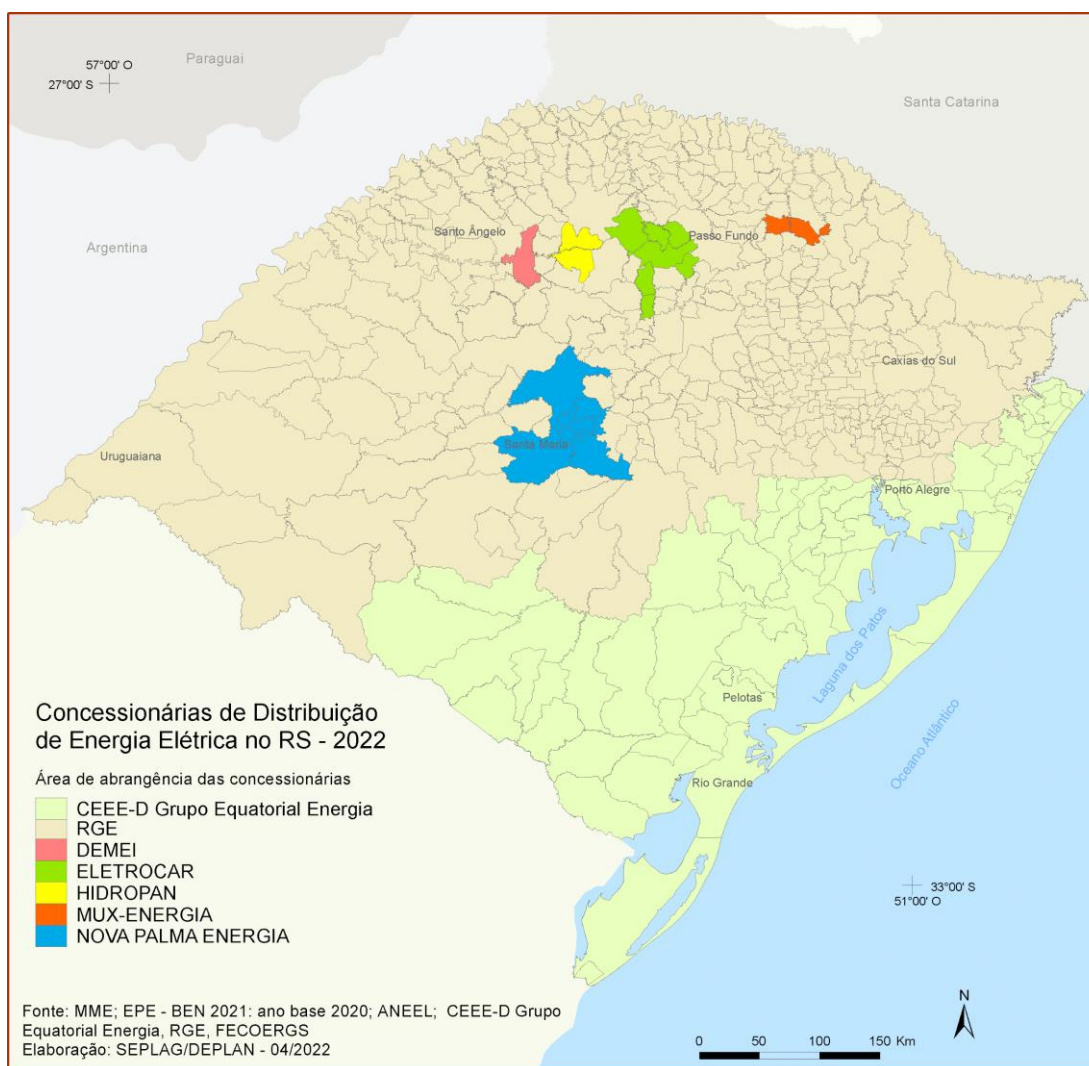 Paraguai
57°00' O
27°00' S
Santa Catarina
Argentina
Santo Ângelo
Passo Fundo
Caxias do Sul
Santa Maria
Uruguaiana
Porto Alegre
Laguna dos Patos
Pelotas
Oceano Atlântico
Rio Grande
33°00' S
51°00' O
Concessionárias de Distribuição
de Energia Elétrica no RS - 2022
Área de abrangência das concessionárias
CEEE-D Grupo Equatorial Energia
RGE
DEMEI
ELETROCAR
HIDROPAN
MUX-ENERGIA
NOVA PALMA ENERGIA
Fonte: MME; EPE - BEN 2021: ano base 2020; ANEEL; CEEE-D Grupo
Equatorial Energia, RGE, FECOERGS
Elaboração: SEPLAG/DEPLAN - 04/2022
N
0 50 100 150 Km